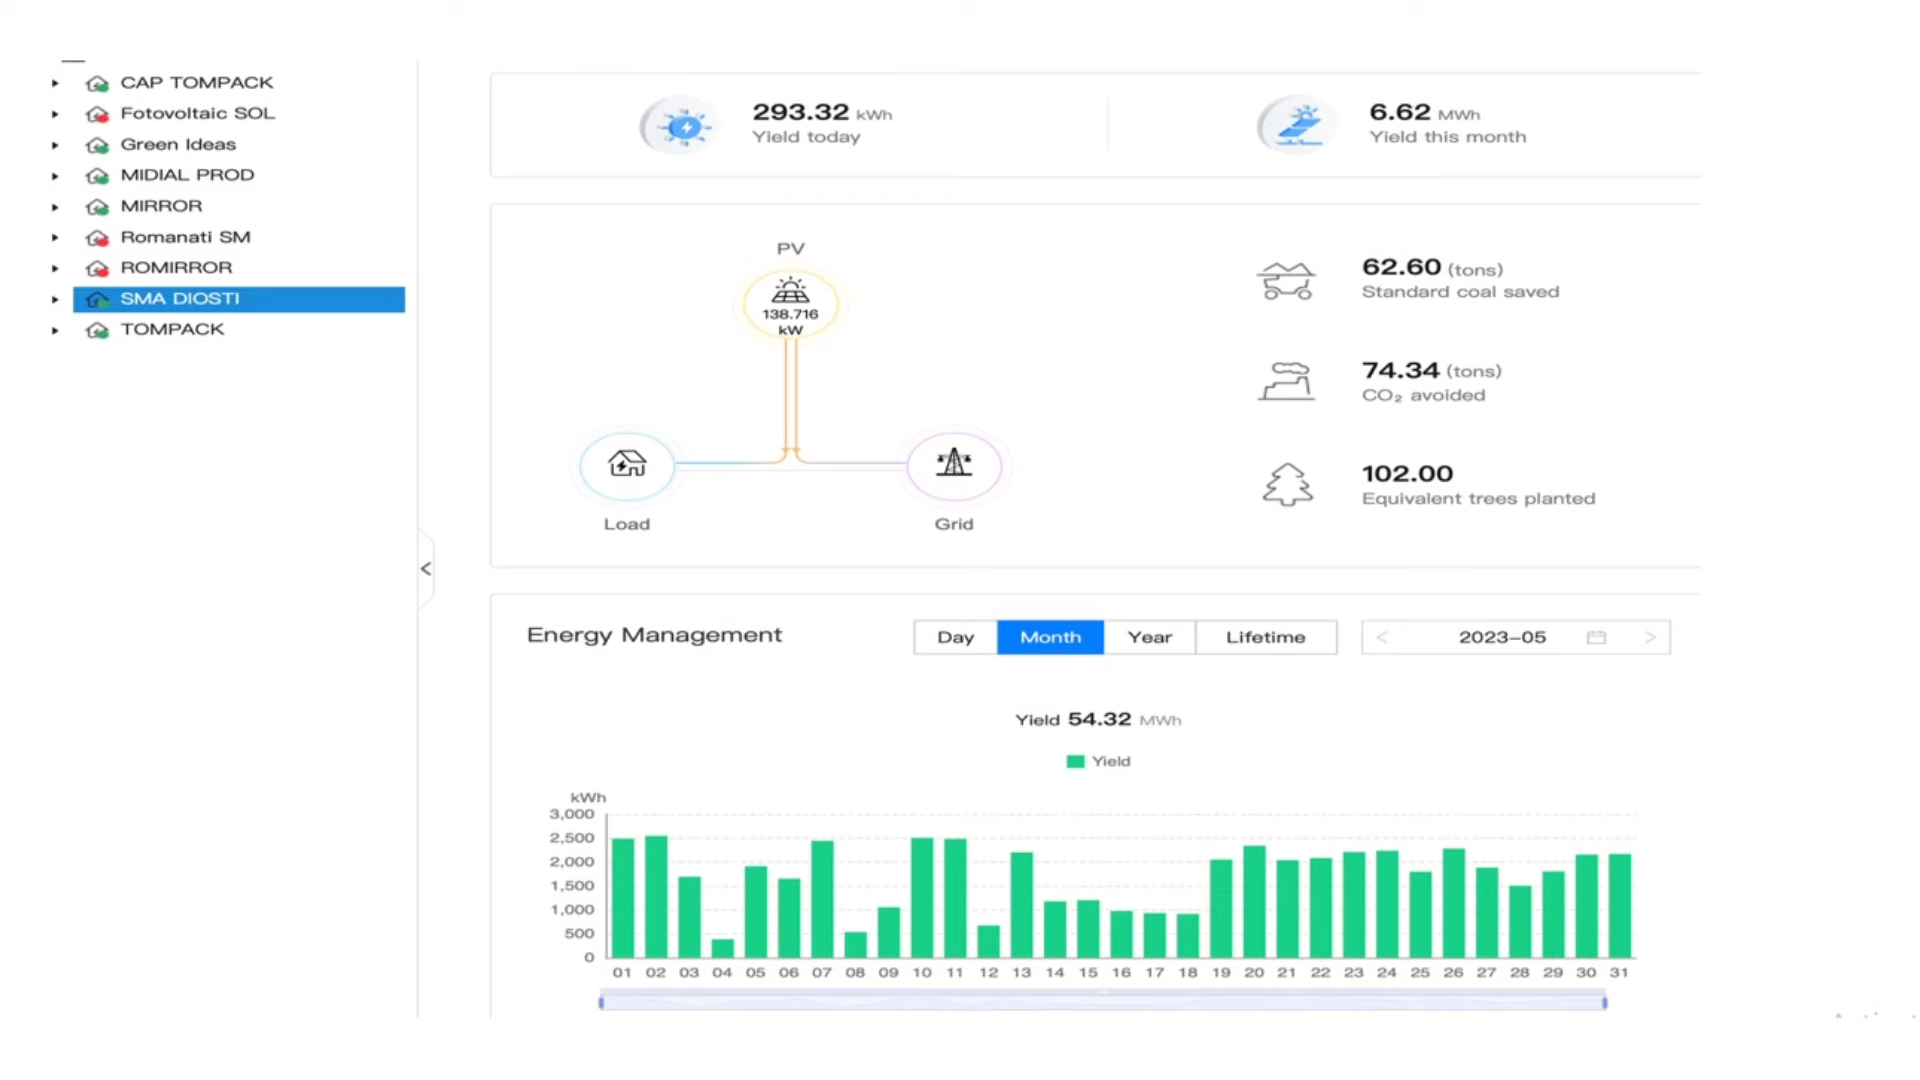 CAP TOMPACK
Fotovoltaic SOL
Green Ideas
MIDIAL PROD
MIRROR
Romanati SM
ROMIRROR
SMA DIOSTI
TOMPACK
293.32 kWh
Yield today
6.62 MWh
Yield this month
PV
138.716
kW
Load
Grid
62.60 (tons)
Standard coal saved
74.34 (tons)
CO₂ avoided
102.00
Equivalent trees planted
Energy Management
Day Month Year Lifetime
< 2023-05 >
Yield 54.32 MWh
Yield
kWh
3,000
2,500
2,000
1,500
1,000
500
0
01 02 03 04 05 06 07 08 09 10 11 12 13 14 15 16 17 18 19 20 21 22 23 24 25 26 27 28 29 30 31